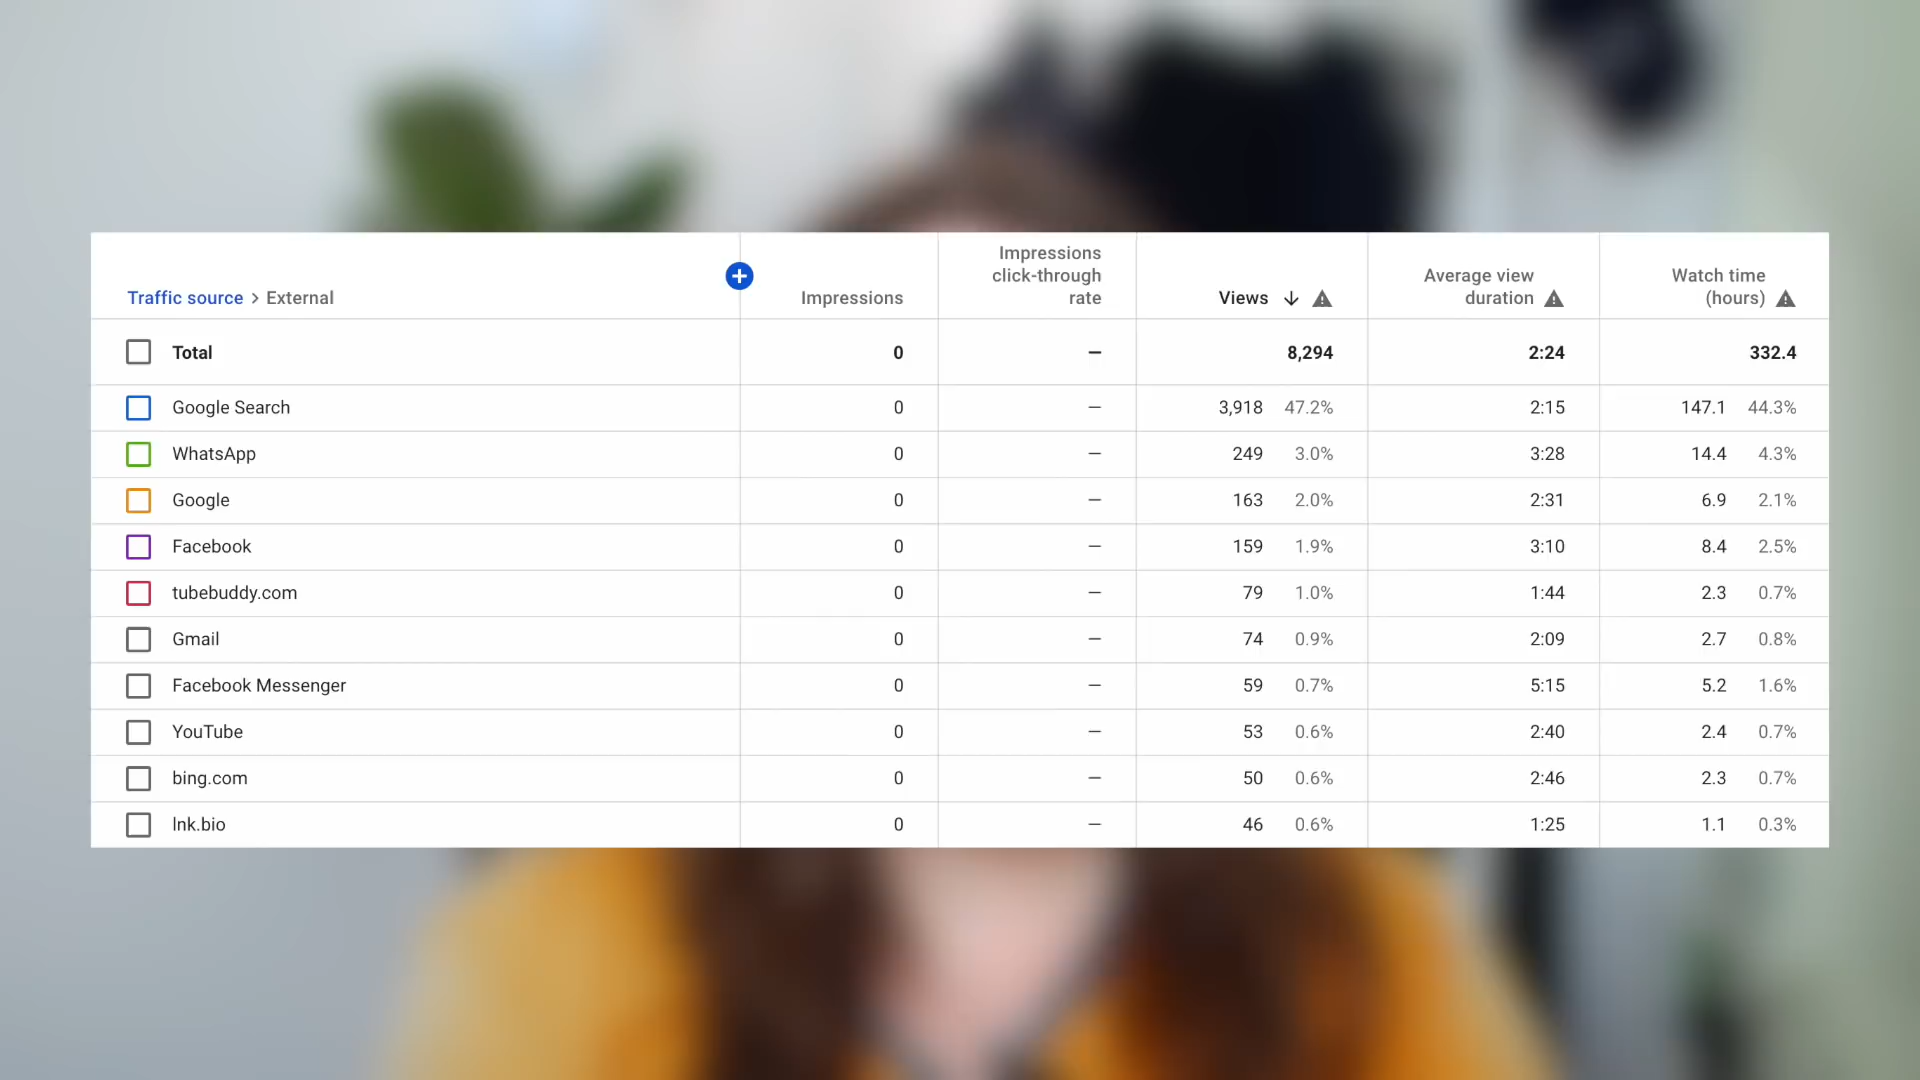 Traffic source > External
Impressions
Impressions
click-through
rate
Views
Average view
duration
Watch time
(hours)
Total 0 — 8,294 2:24 332.4
Google Search 0 — 3,918 47.2% 2:15 147.1 44.3%
WhatsApp 0 — 249 3.0% 3:28 14.4 4.3%
Google 0 — 163 2.0% 2:31 6.9 2.1%
Facebook 0 — 159 1.9% 3:10 8.4 2.5%
tubebuddy.com 0 — 79 1.0% 1:44 2.3 0.7%
Gmail 0 — 74 0.9% 2:09 2.7 0.8%
Facebook Messenger 0 — 59 0.7% 5:15 5.2 1.6%
YouTube 0 — 53 0.6% 2:40 2.4 0.7%
bing.com 0 — 50 0.6% 2:46 2.3 0.7%
lnk.bio 0 — 46 0.6% 1:25 1.1 0.3%